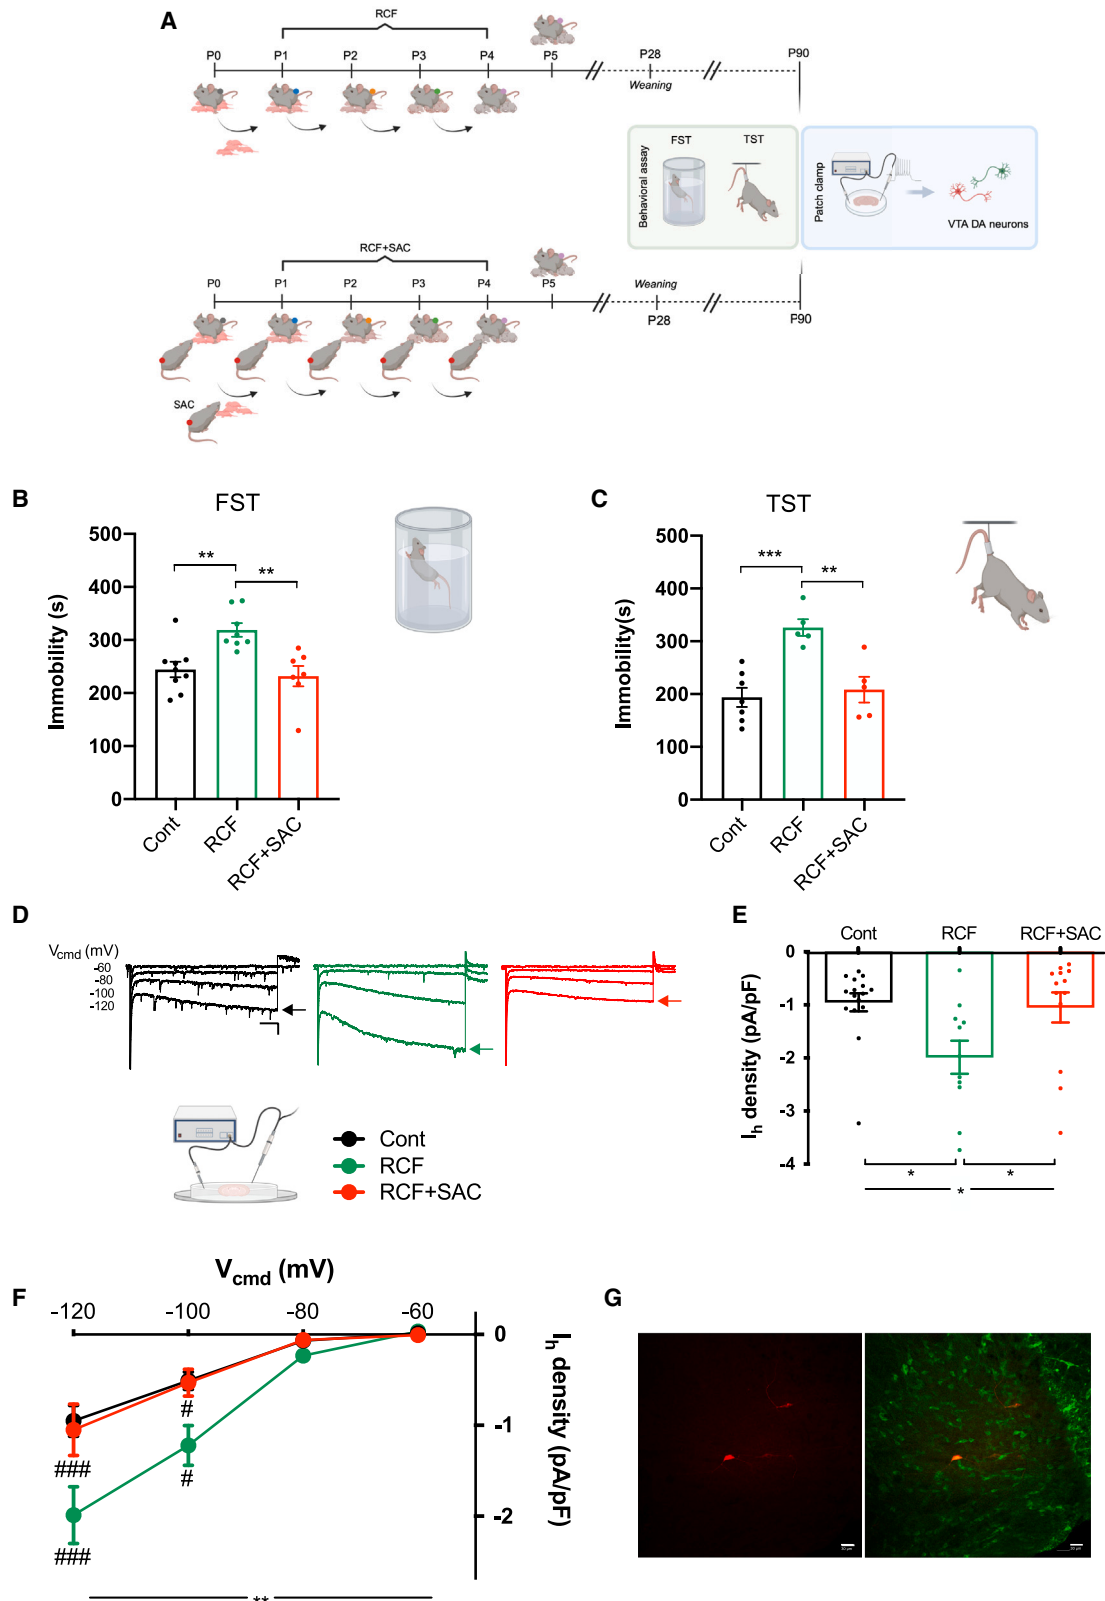 A
RCF
P0 P1 P2 P3 P4 P5 P28 P90
Weaning
Behavioral assay
FST TST
Patch clamp
VTA DA neurons
RCF+SAC
P0 P1 P2 P3 P4 P5
Weaning
P28 P90
SAC
B
FST
Immobility (s)
500
400
300
200
100
0
** **
Cont RCF RCF+SAC
C
TST
Immobility(s)
500
400
300
200
100
0
*** **
Cont RCF RCF+SAC
D
Vcmd (mV)
-60
-80
-100
-120
Cont
RCF
RCF+SAC
E
Cont RCF RCF+SAC
Ih density (pA/pF)
0
-1
-2
-3
-4
* *
*
F
Vcmd (mV)
-120 -100 -80 -60
0
-1
-2
Ih density (pA/pF)
#
###
#
###
**
G